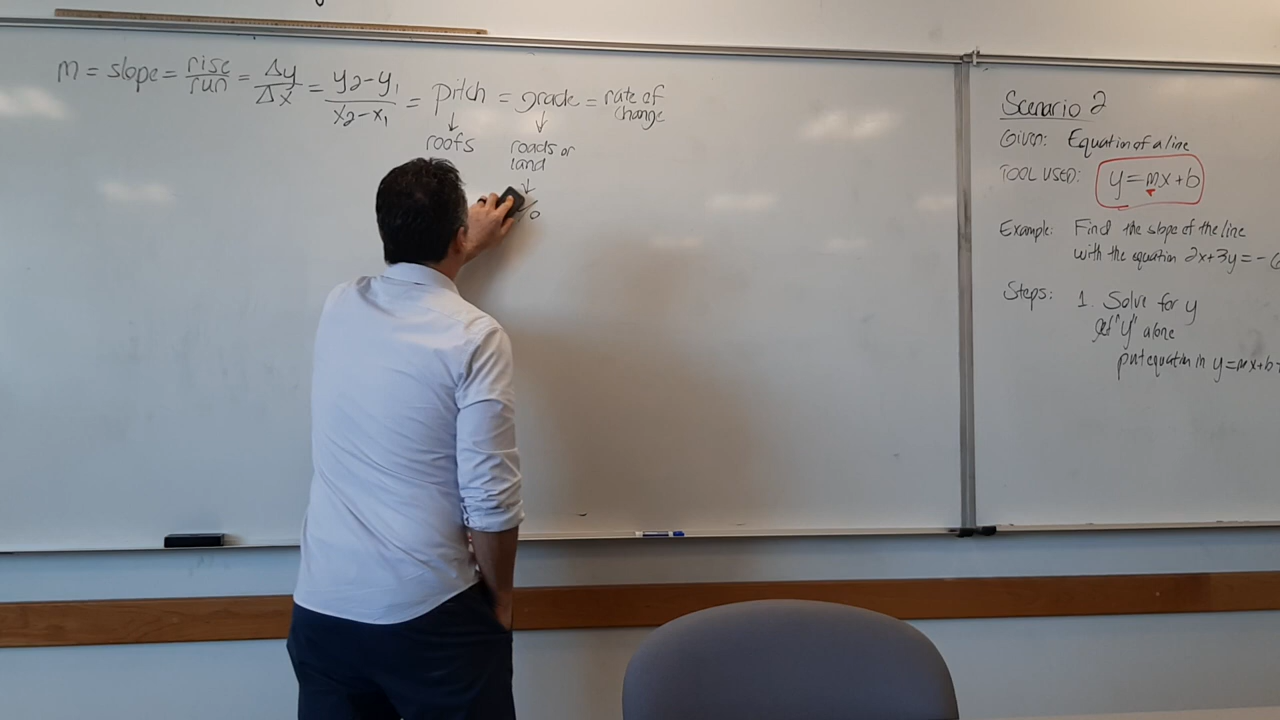 m = slope = rise/run = Δy/Δx = y₂-y₁/x₂-x₁ = pitch = grade = rate of change
↓ ↓
roofs roads or
land
↓
%
Scenario 2
Given: Equation of a line
TOOL USED: y=mx+b
Example: Find the slope of the line
with the equation 2x+3y=-6
Steps: 1. Solve for y
get "y" alone
put equation in y=mx+b